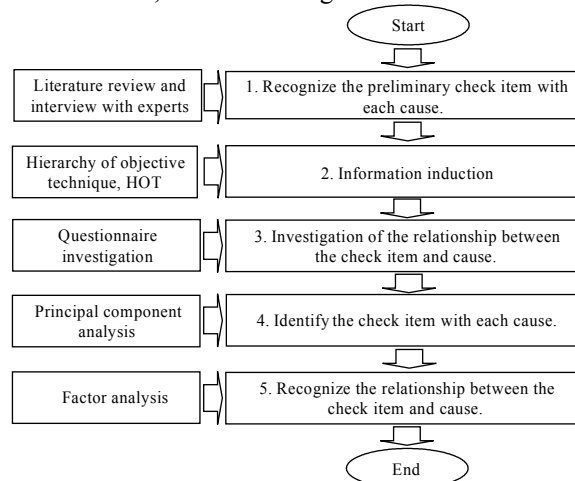 Start
Literature review and
interview with experts
1. Recognize the preliminary check item with
each cause.
Hierarchy of objective
technique, HOT
2. Information induction
Questionnaire
investigation
3. Investigation of the relationship between
the check item and cause.
Principal component
analysis
4. Identify the check item with each cause.
Factor analysis
5. Recognize the relationship between the
check item and cause.
End